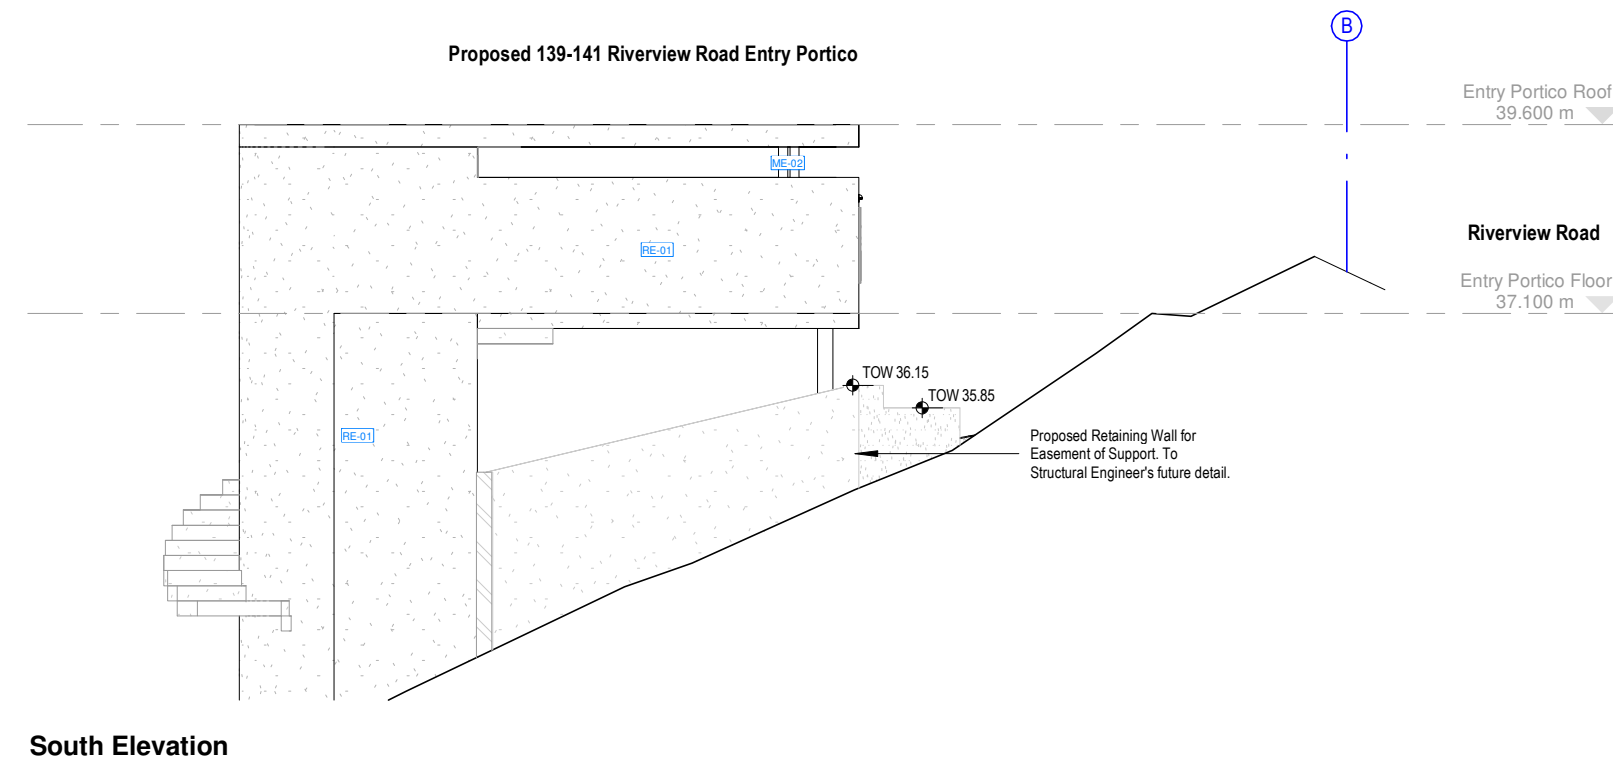 B
Proposed 139-141 Riverview Road Entry Portico
Entry Portico Roof
39.600 m
ME-02
Riverview Road
RE-01
Entry Portico Floor
37.100 m
TOW 36.15
TOW 35.85
RE-01
Proposed Retaining Wall for
Easement of Support. To
Structural Engineer's future detail.
South Elevation